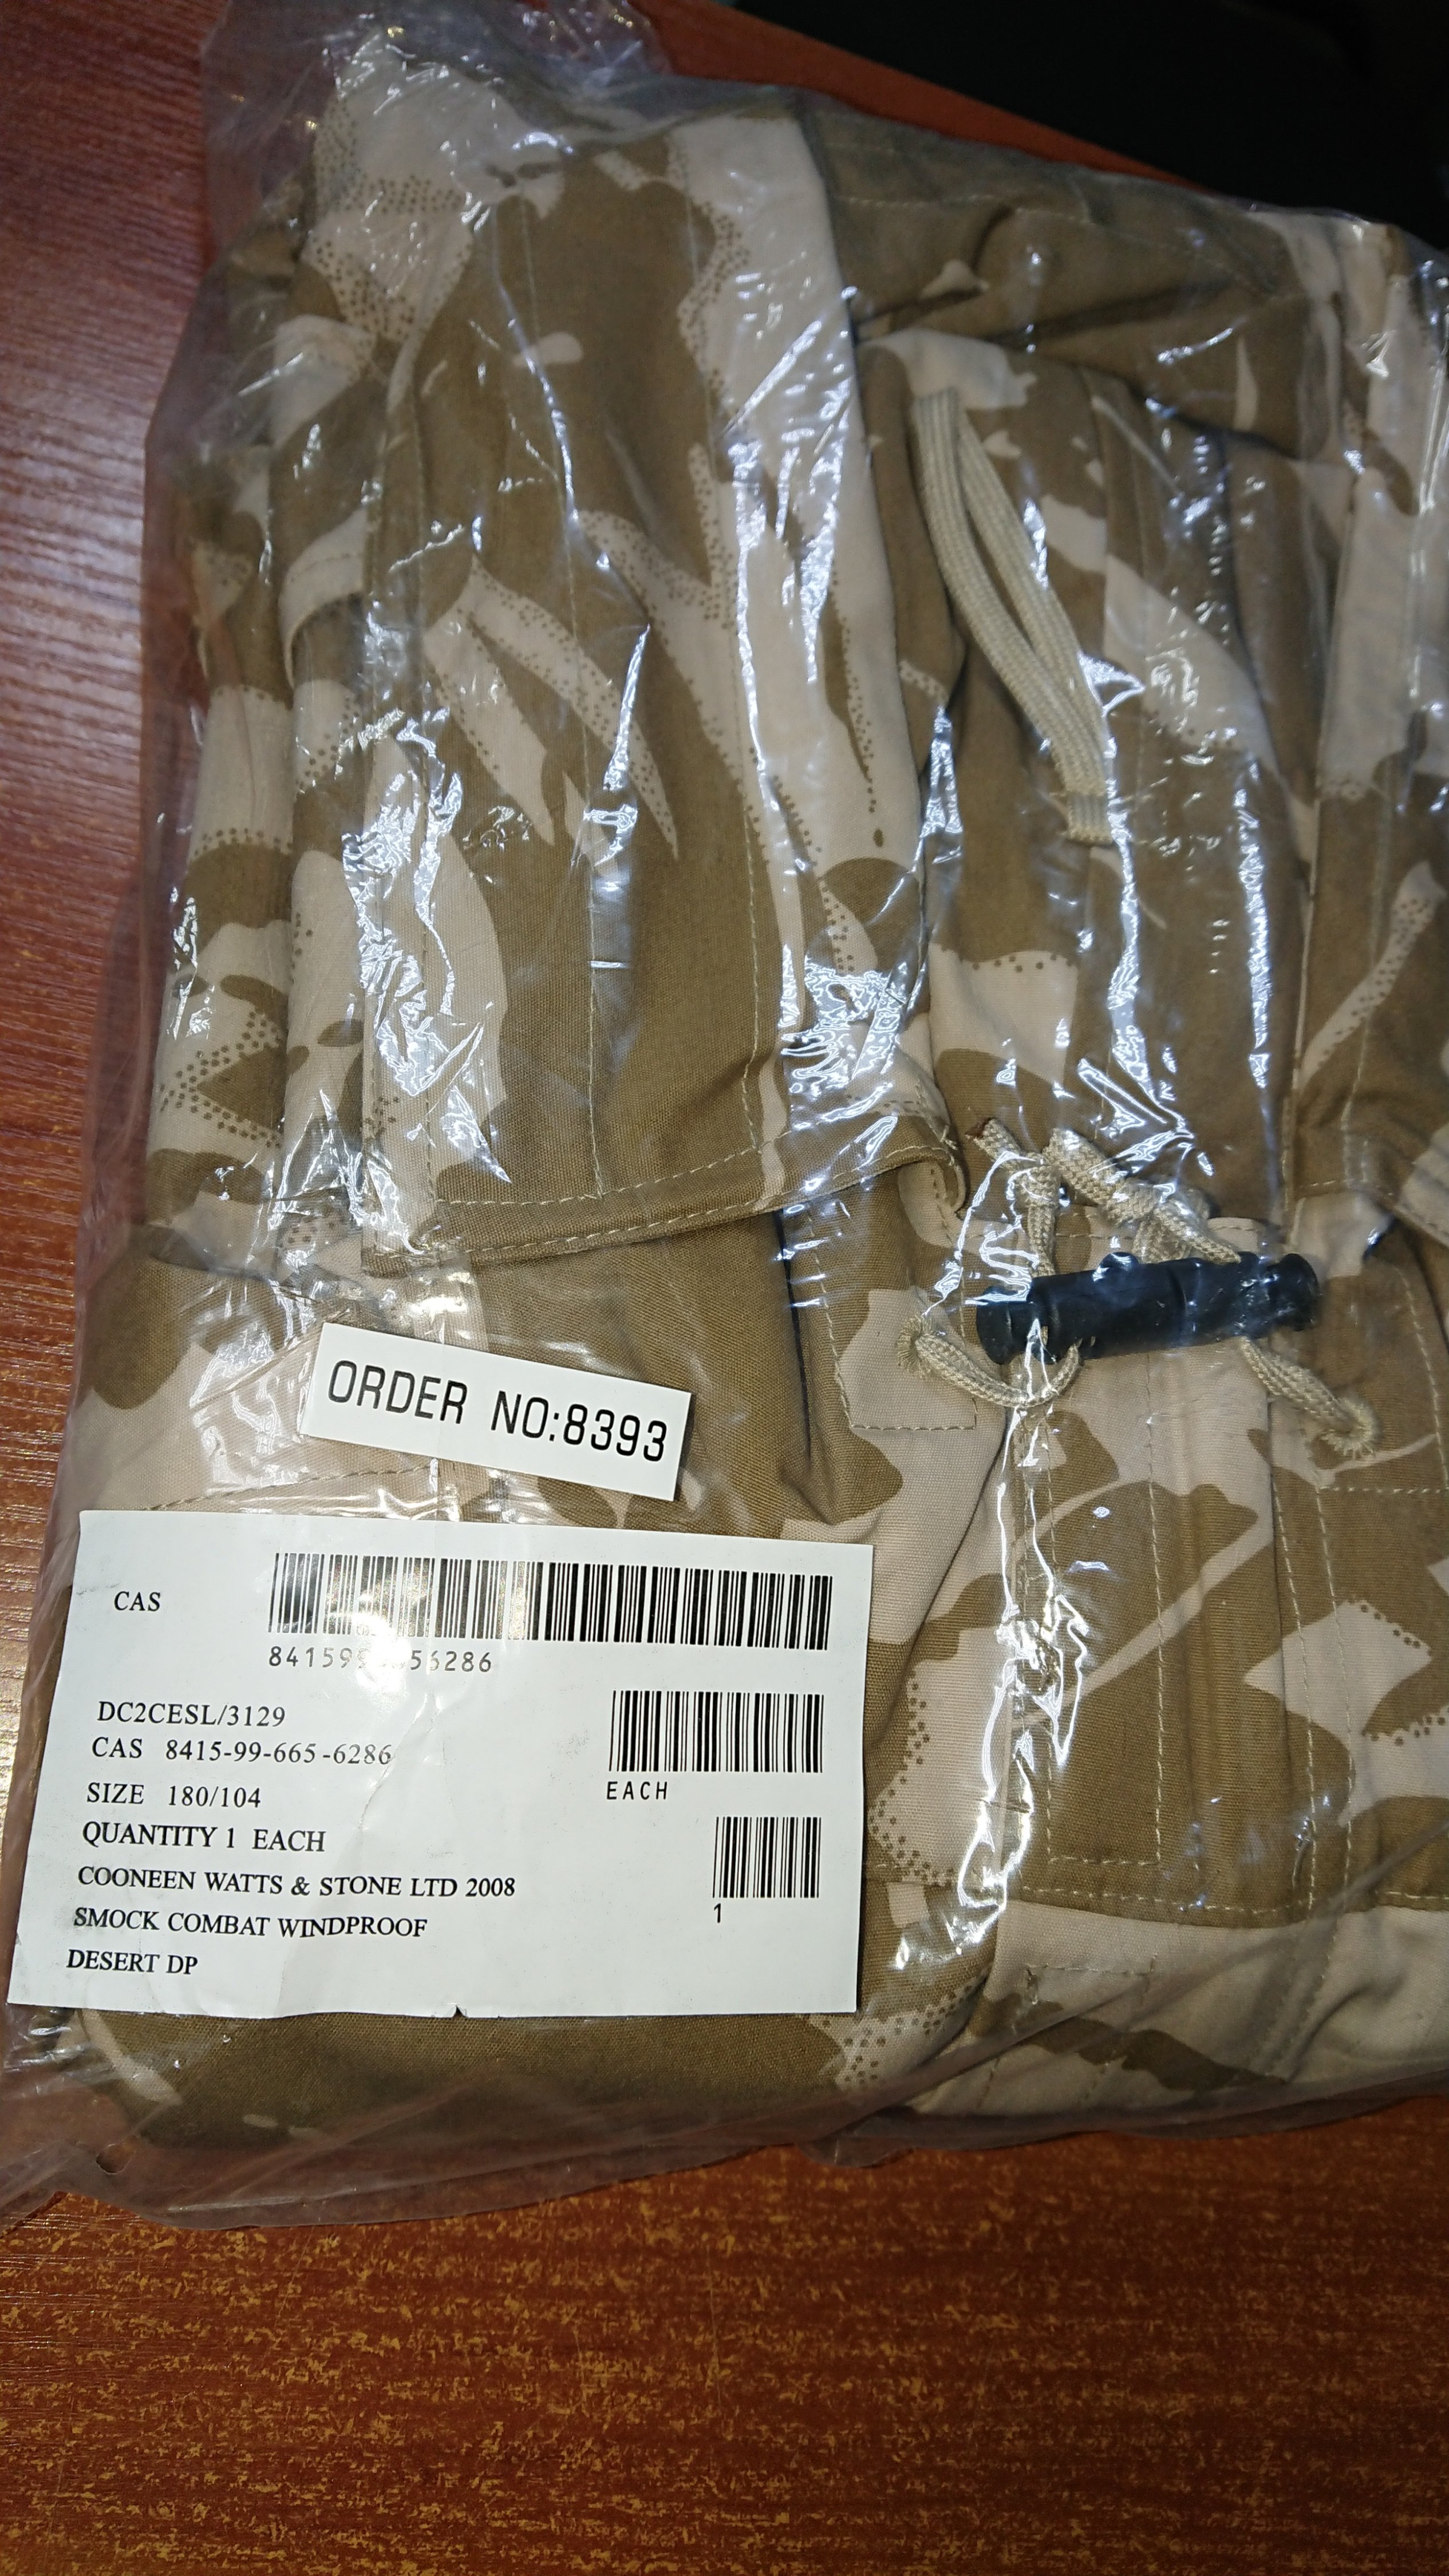 ORDER NO:8393
CAS
DC2CESL/3129
CAS 8415-99-665-6286
EACH
SIZE 180/104
QUANTITY 1 EACH
COONEEN WATTS & STONE LTD 2008
1
SMOCK COMBAT WINDPROOF
DESERT DP